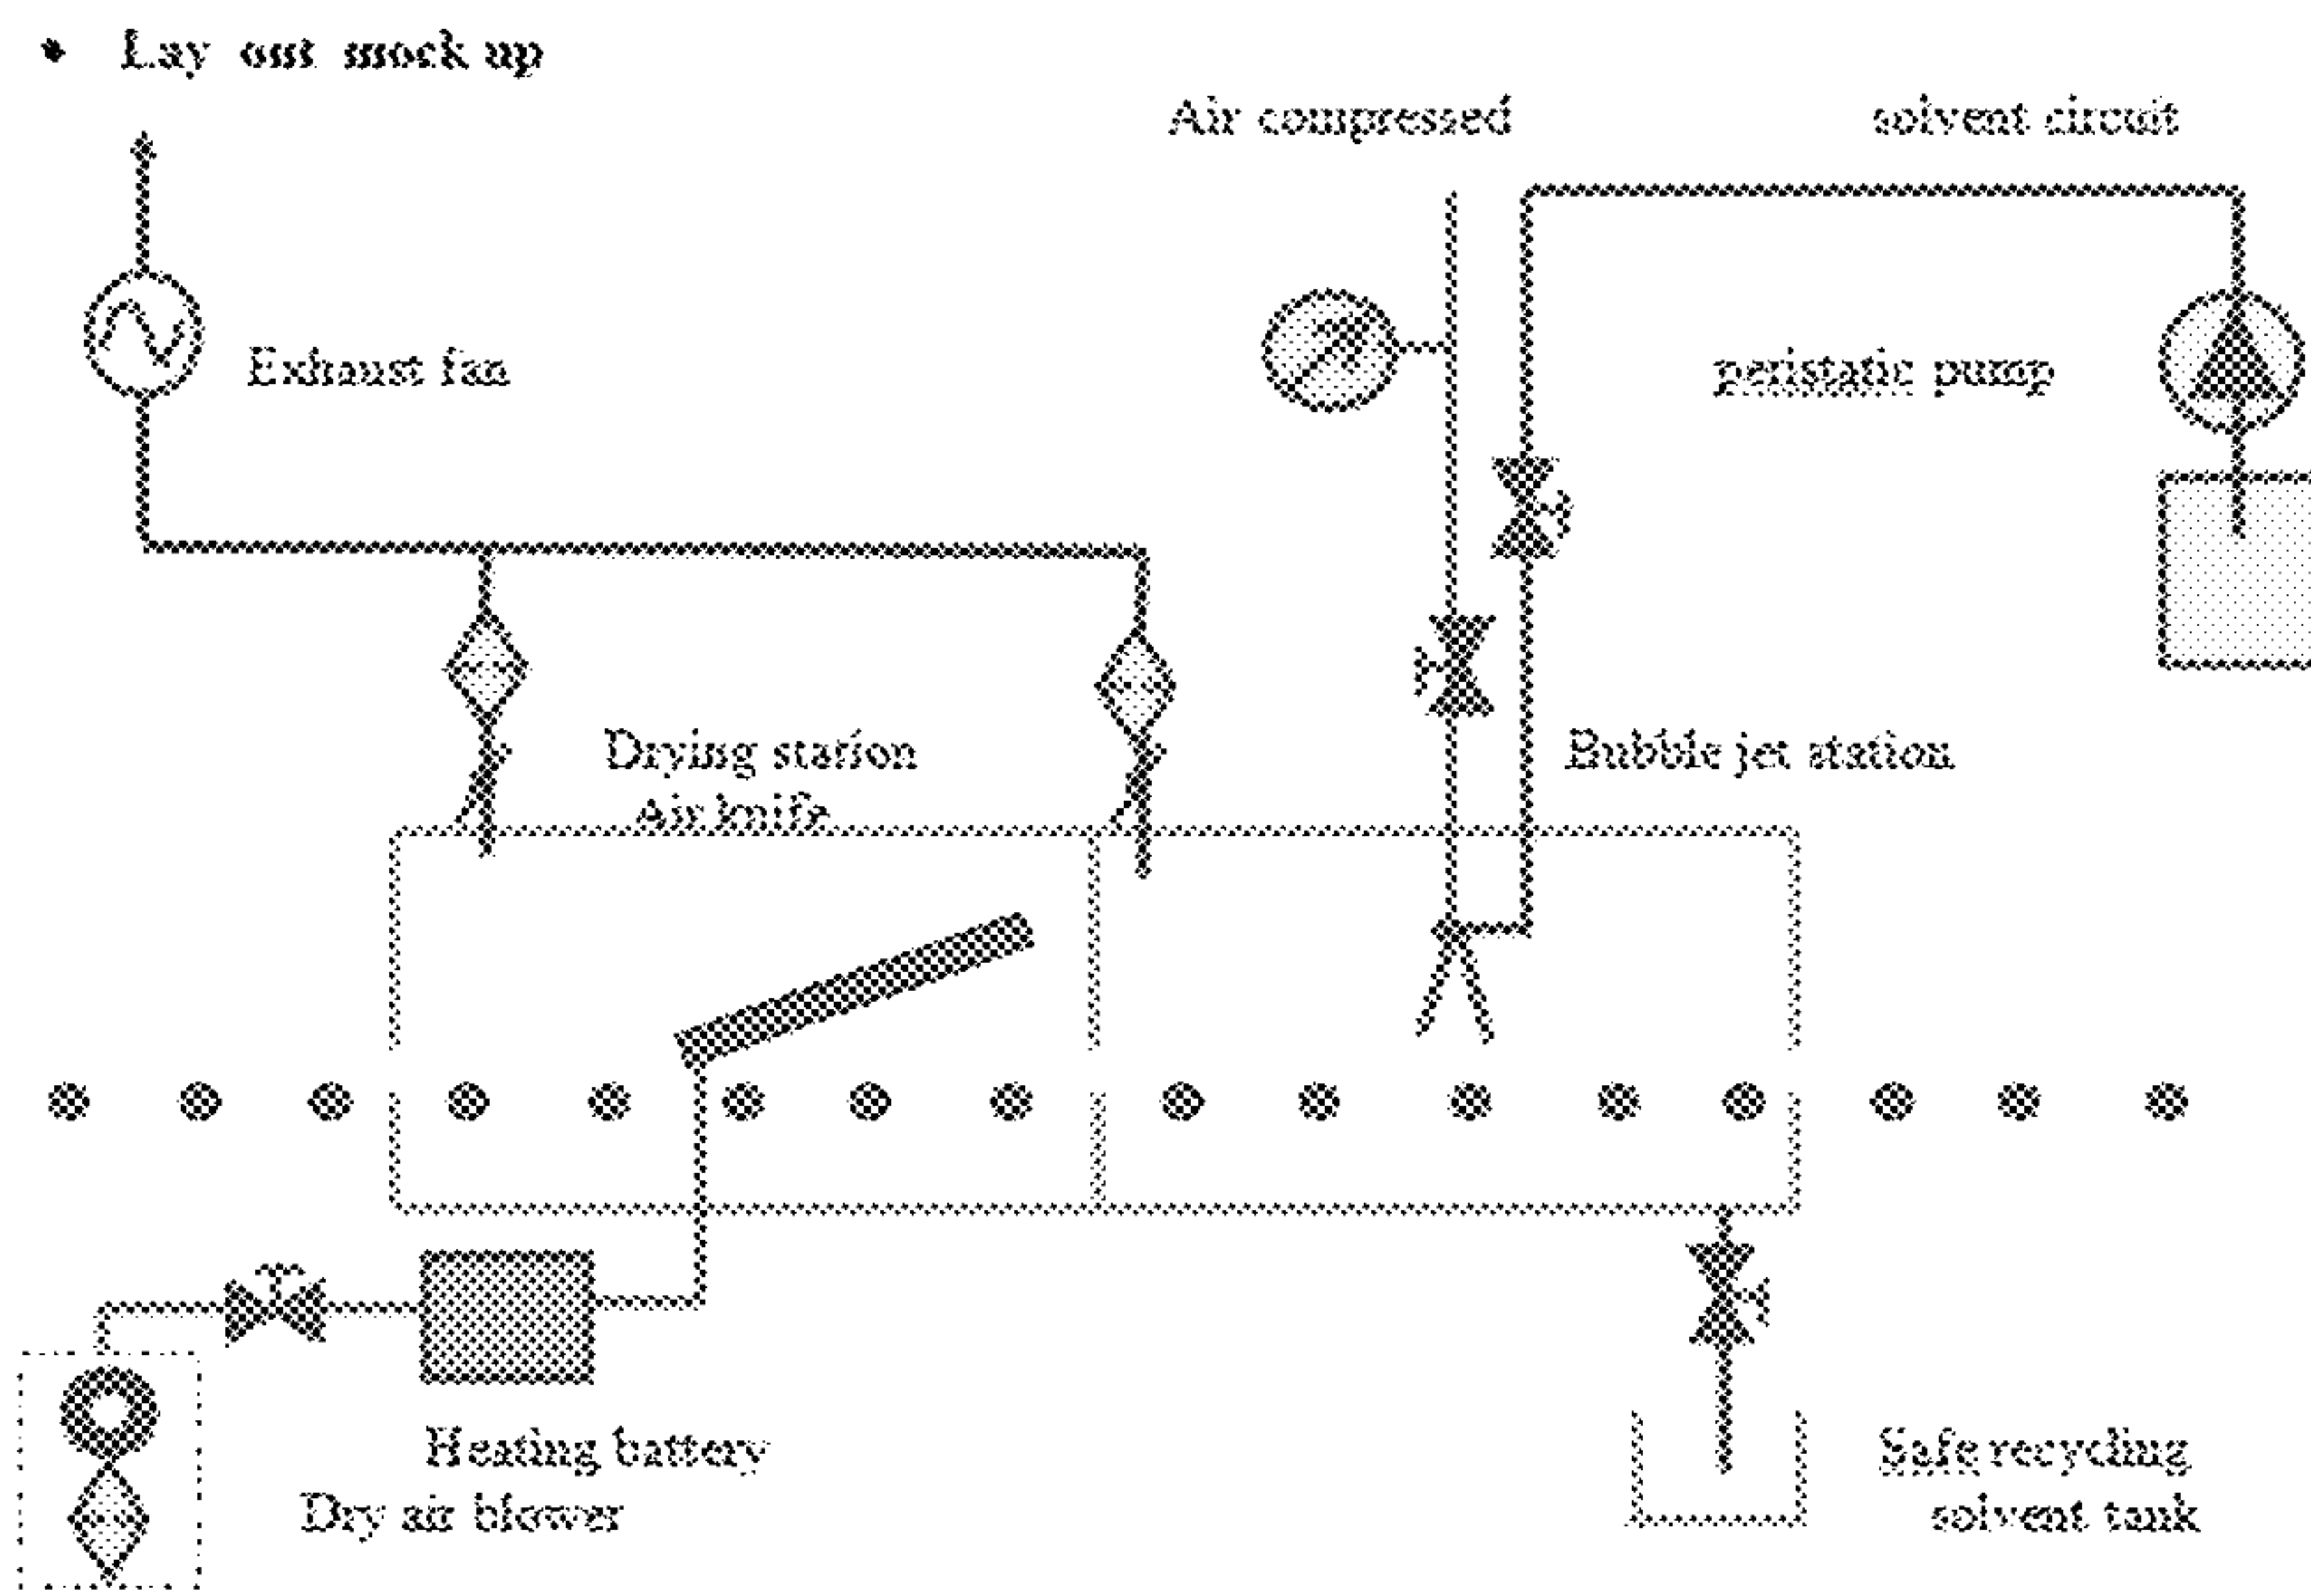 • Lay out mock up
Air compressed
solvent circuit
Exhaust fan
peristatic pump
Drying station
Air knife
Bubble jet station
Heating battery
Dry air blower
Safe recycling
solvent tank